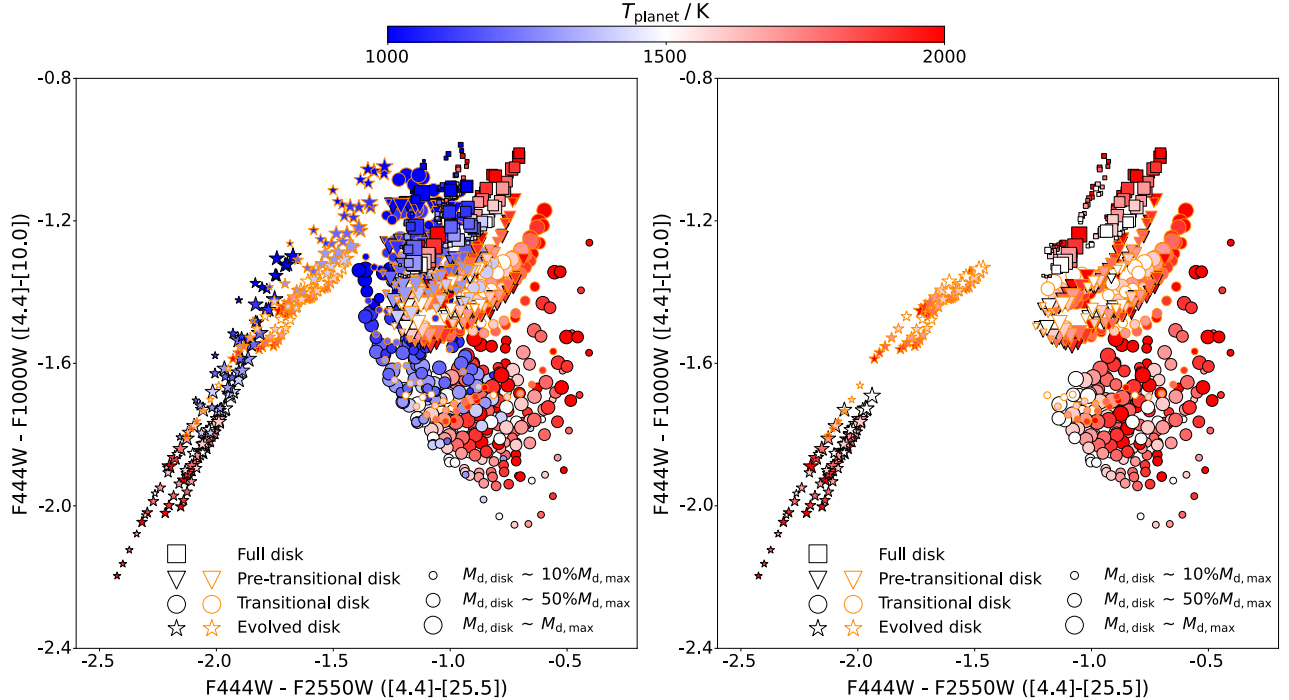 T_planet / K
1000 1500 2000
-0.8 -0.8
-1.2 -1.2
-1.6 -1.6
-2.0 -2.0
-2.4 -2.4
F444W - F1000W ([4.4]-[10.0]) F444W - F1000W ([4.4]-[10.0])
Full disk Full disk
Pre-transitional disk M_d, disk ~ 10%M_d, max Pre-transitional disk M_d, disk ~ 10%M_d, max
Transitional disk M_d, disk ~ 50%M_d, max Transitional disk M_d, disk ~ 50%M_d, max
Evolved disk M_d, disk ~ M_d, max Evolved disk M_d, disk ~ M_d, max
-2.5 -2.0 -1.5 -1.0 -0.5 -2.5 -2.0 -1.5 -1.0 -0.5
F444W - F2550W ([4.4]-[25.5]) F444W - F2550W ([4.4]-[25.5])